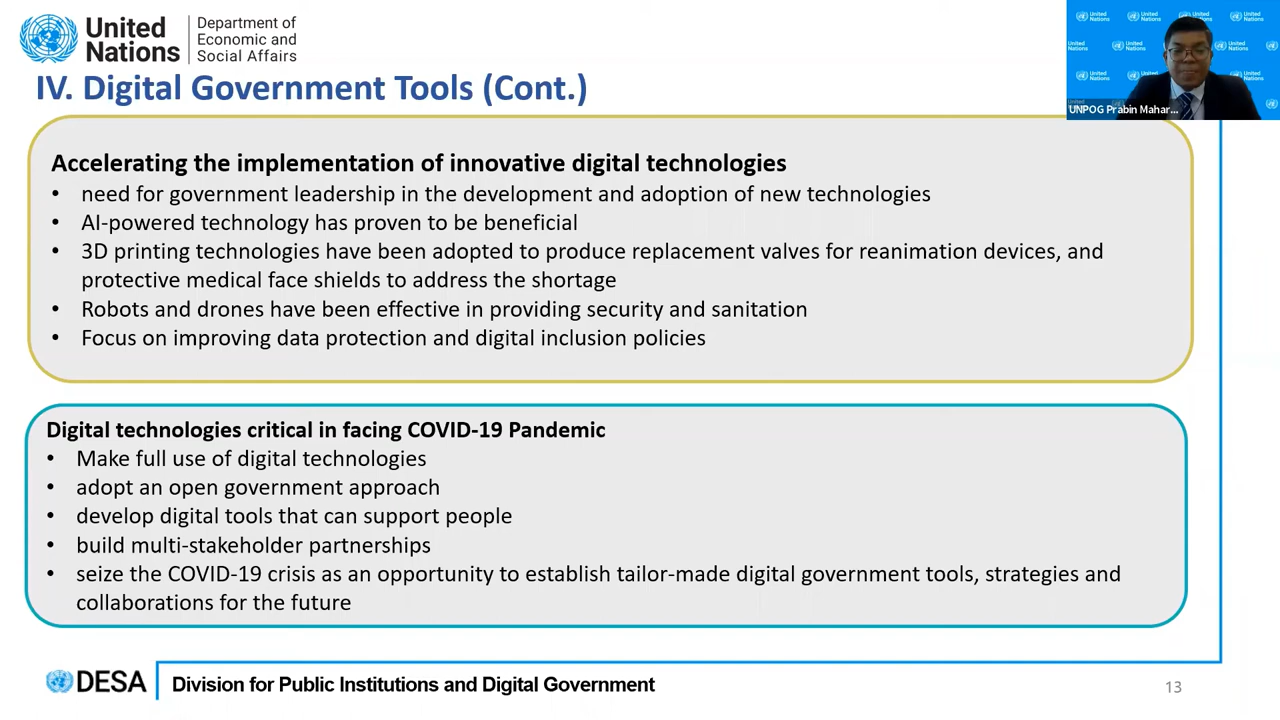 United Nations
Department of Economic and Social Affairs
IV. Digital Government Tools (Cont.)
UNPOG Prabin Mahar...
Accelerating the implementation of innovative digital technologies
• need for government leadership in the development and adoption of new technologies
• AI-powered technology has proven to be beneficial
• 3D printing technologies have been adopted to produce replacement valves for reanimation devices, and
protective medical face shields to address the shortage
• Robots and drones have been effective in providing security and sanitation
• Focus on improving data protection and digital inclusion policies
Digital technologies critical in facing COVID-19 Pandemic
• Make full use of digital technologies
• adopt an open government approach
• develop digital tools that can support people
• build multi-stakeholder partnerships
• seize the COVID-19 crisis as an opportunity to establish tailor-made digital government tools, strategies and
collaborations for the future
DESA
Division for Public Institutions and Digital Government
13